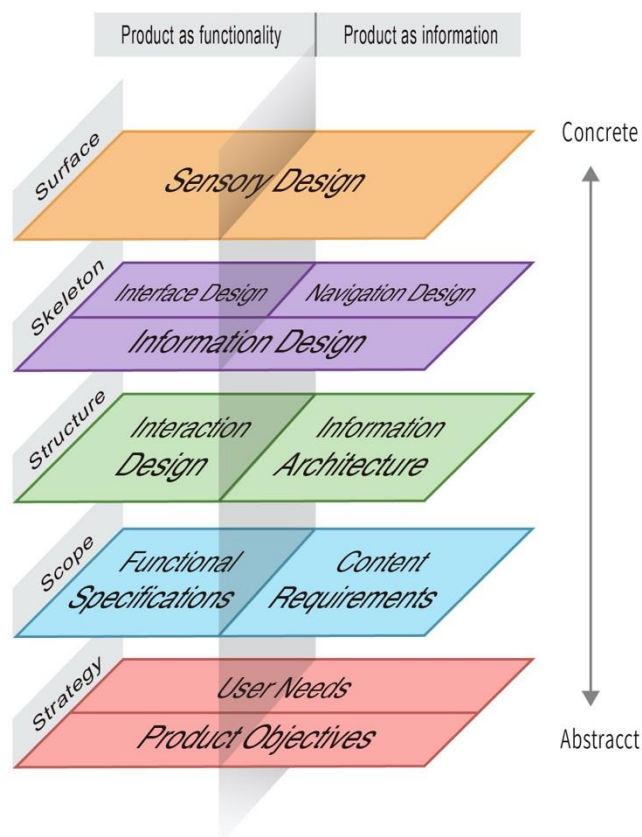 Product as functionality
Product as information
Concrete
Surface
Sensory Design
Skeleton
Interface Design
Navigation Design
Information Design
Structure
Interaction
Design
Information
Architecture
Scope
Functional
Specifications
Content
Requirements
Strategy
User Needs
Product Objectives
Abstracct